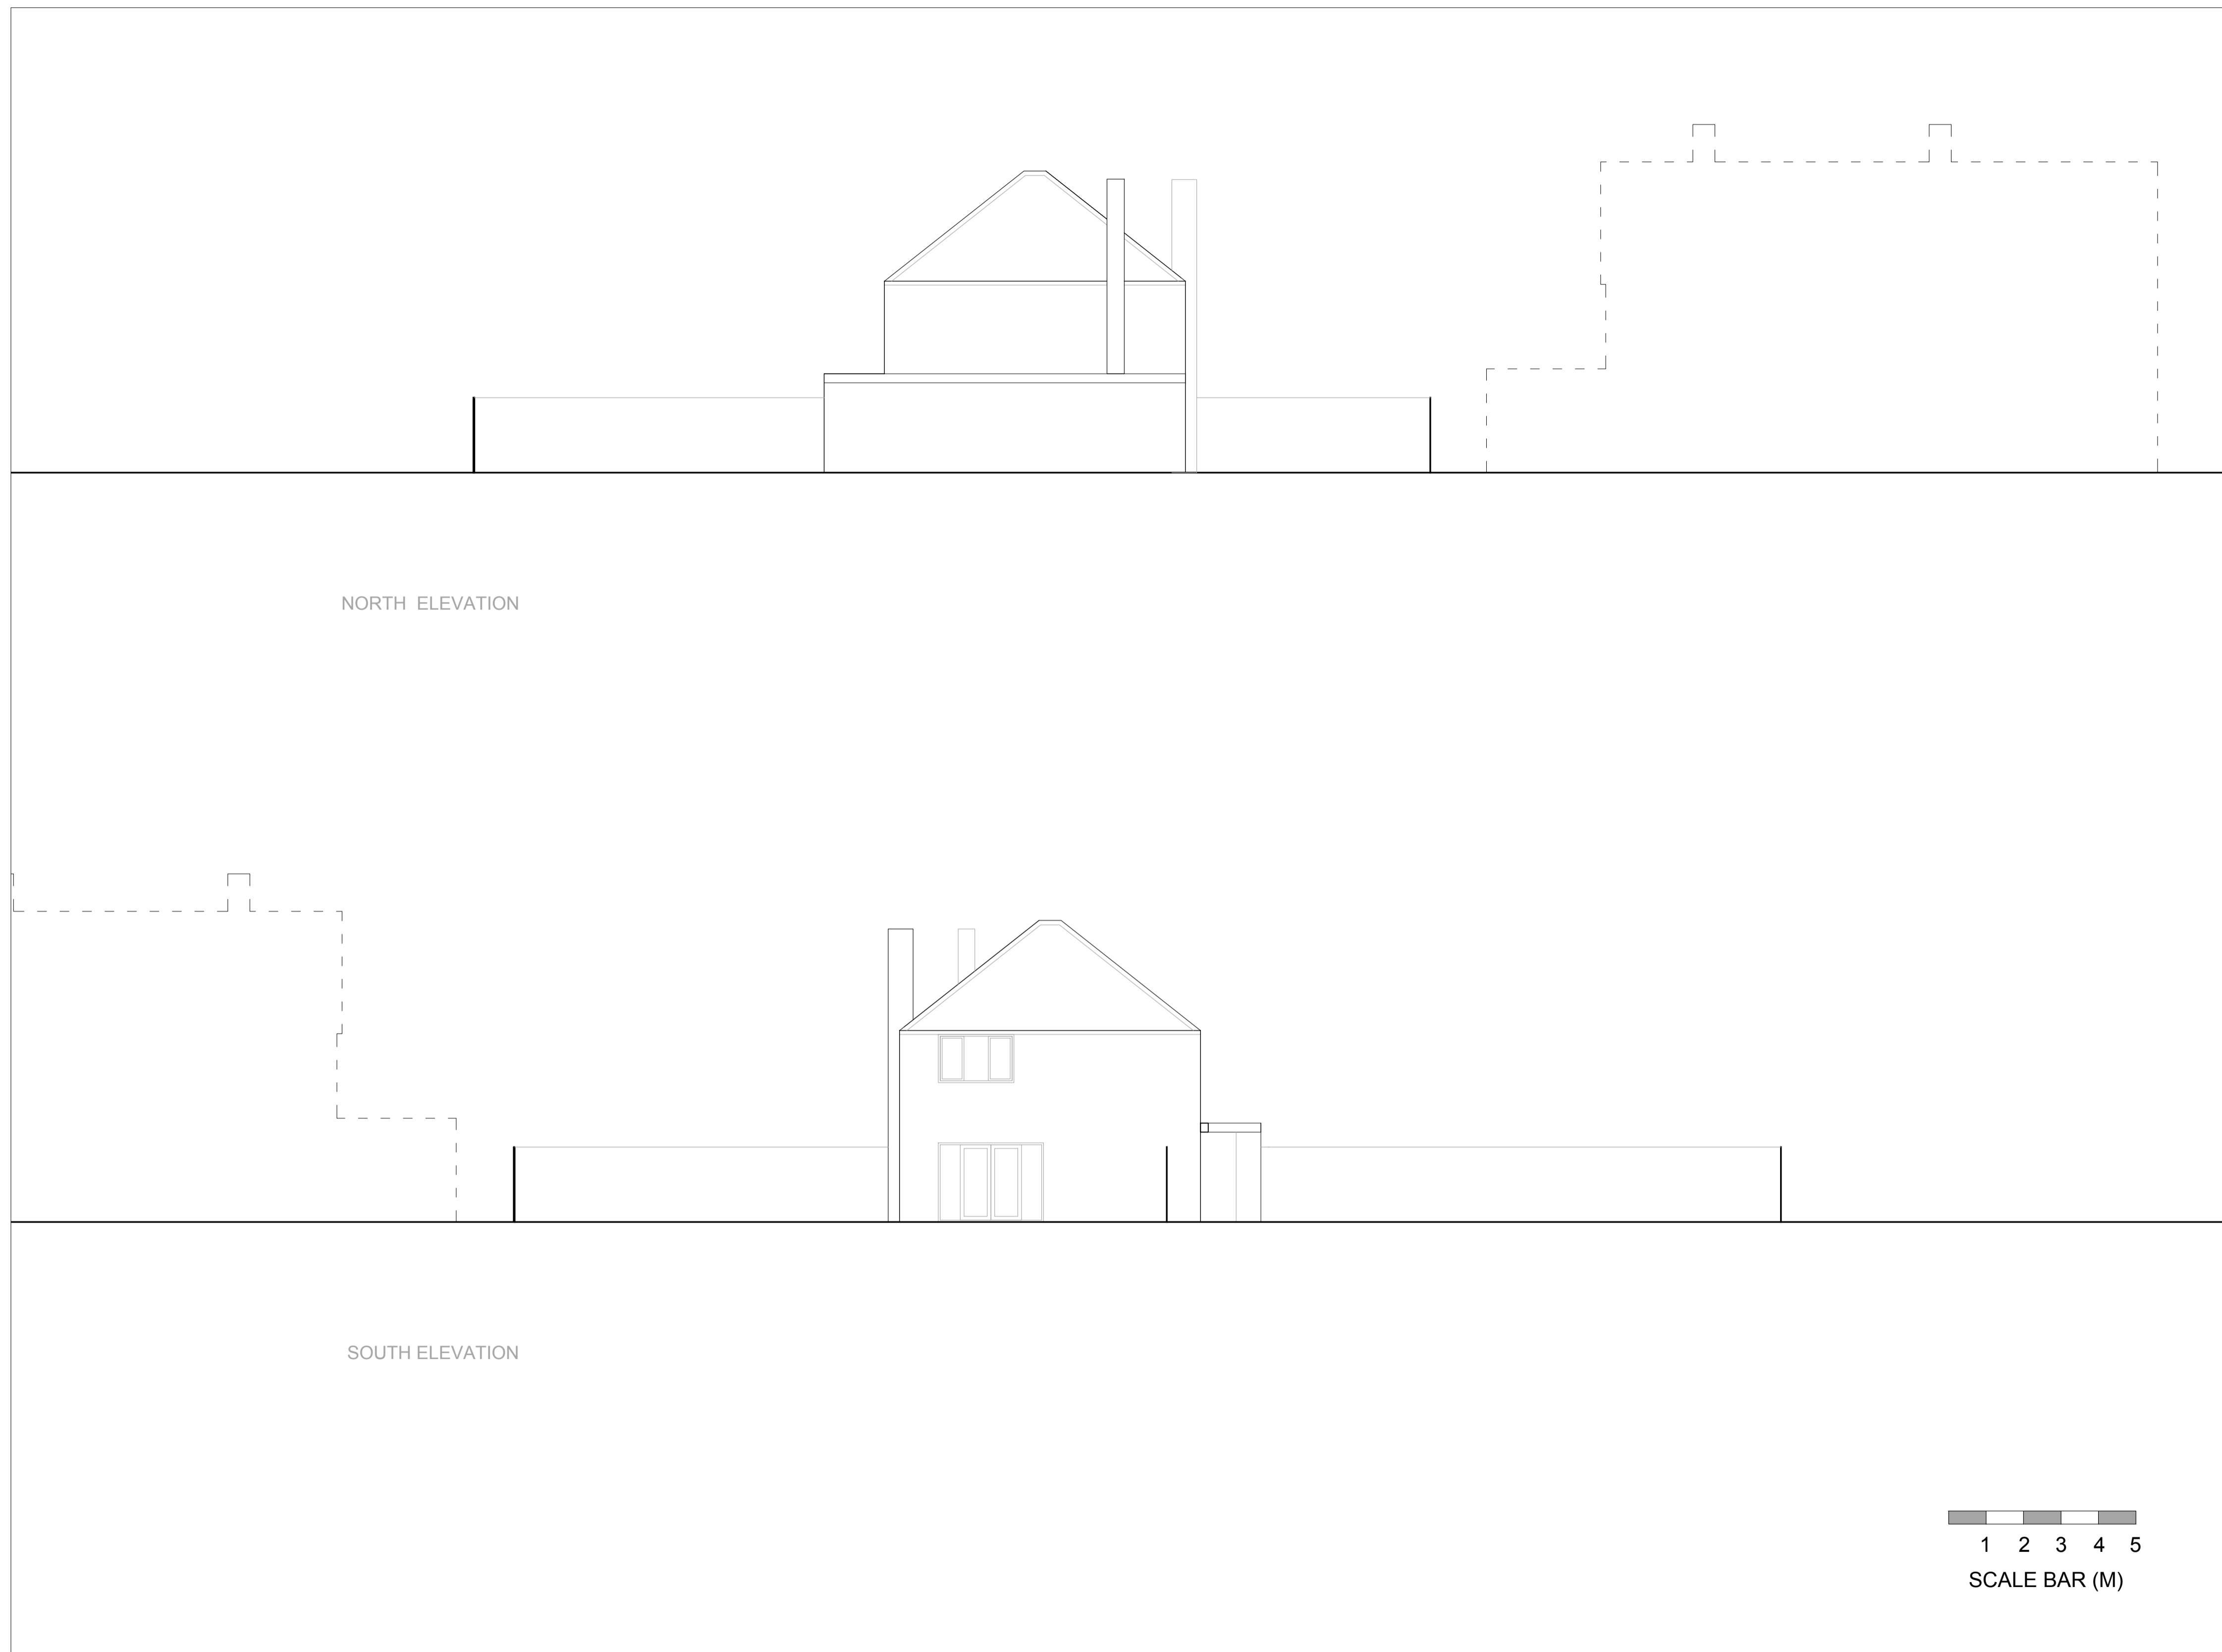 NORTH ELEVATION
SOUTH ELEVATION
1 2 3 4 5
SCALE BAR (M)